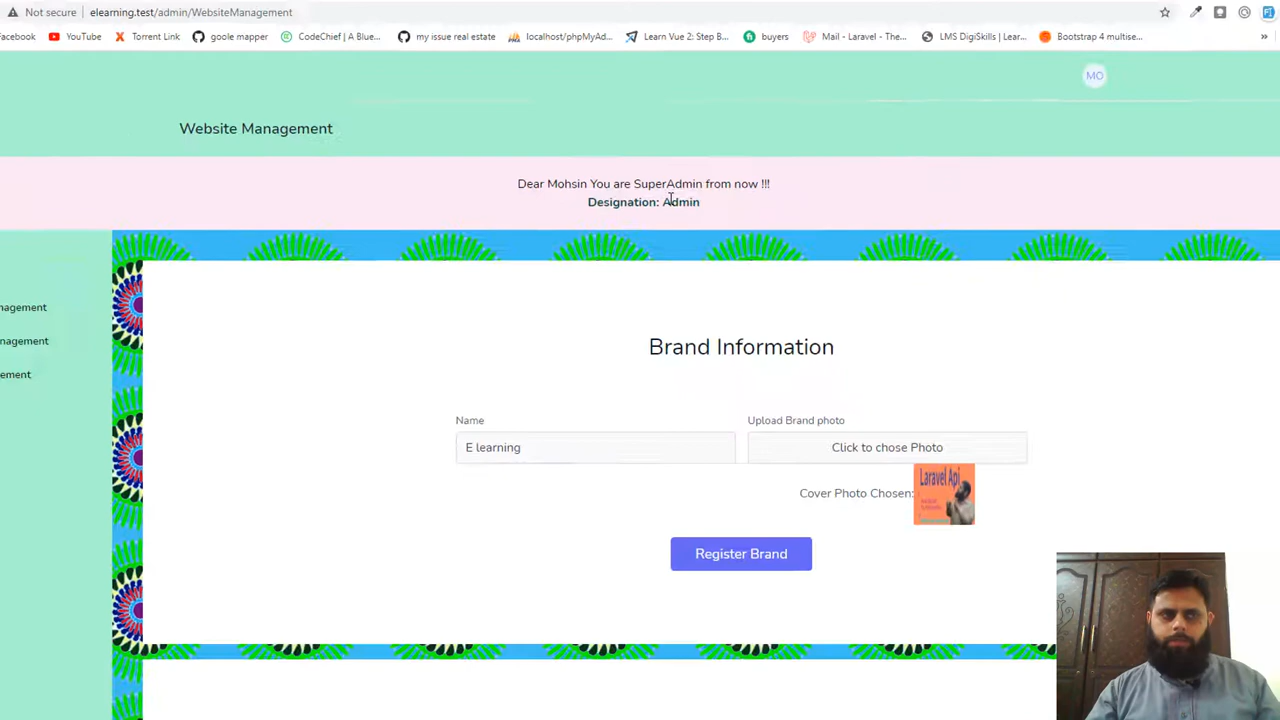 Not secure elearning.test/admin/WebsiteManagement
Facebook YouTube Torrent Link goole mapper CodeChief | A Blue... my issue real estate localhost/phpMyAd... Learn Vue 2: Step B... buyers Mail - Laravel - The... LMS DigiSkills | Lear... Bootstrap 4 multise... »
MO
Website Management
Dear Mohsin You are SuperAdmin from now !!!
Designation: Admin
nagement
nagement
ement
Brand Information
Name Upload Brand photo
E learning Click to chose Photo
Cover Photo Chosen:
Laravel Api
Register Brand